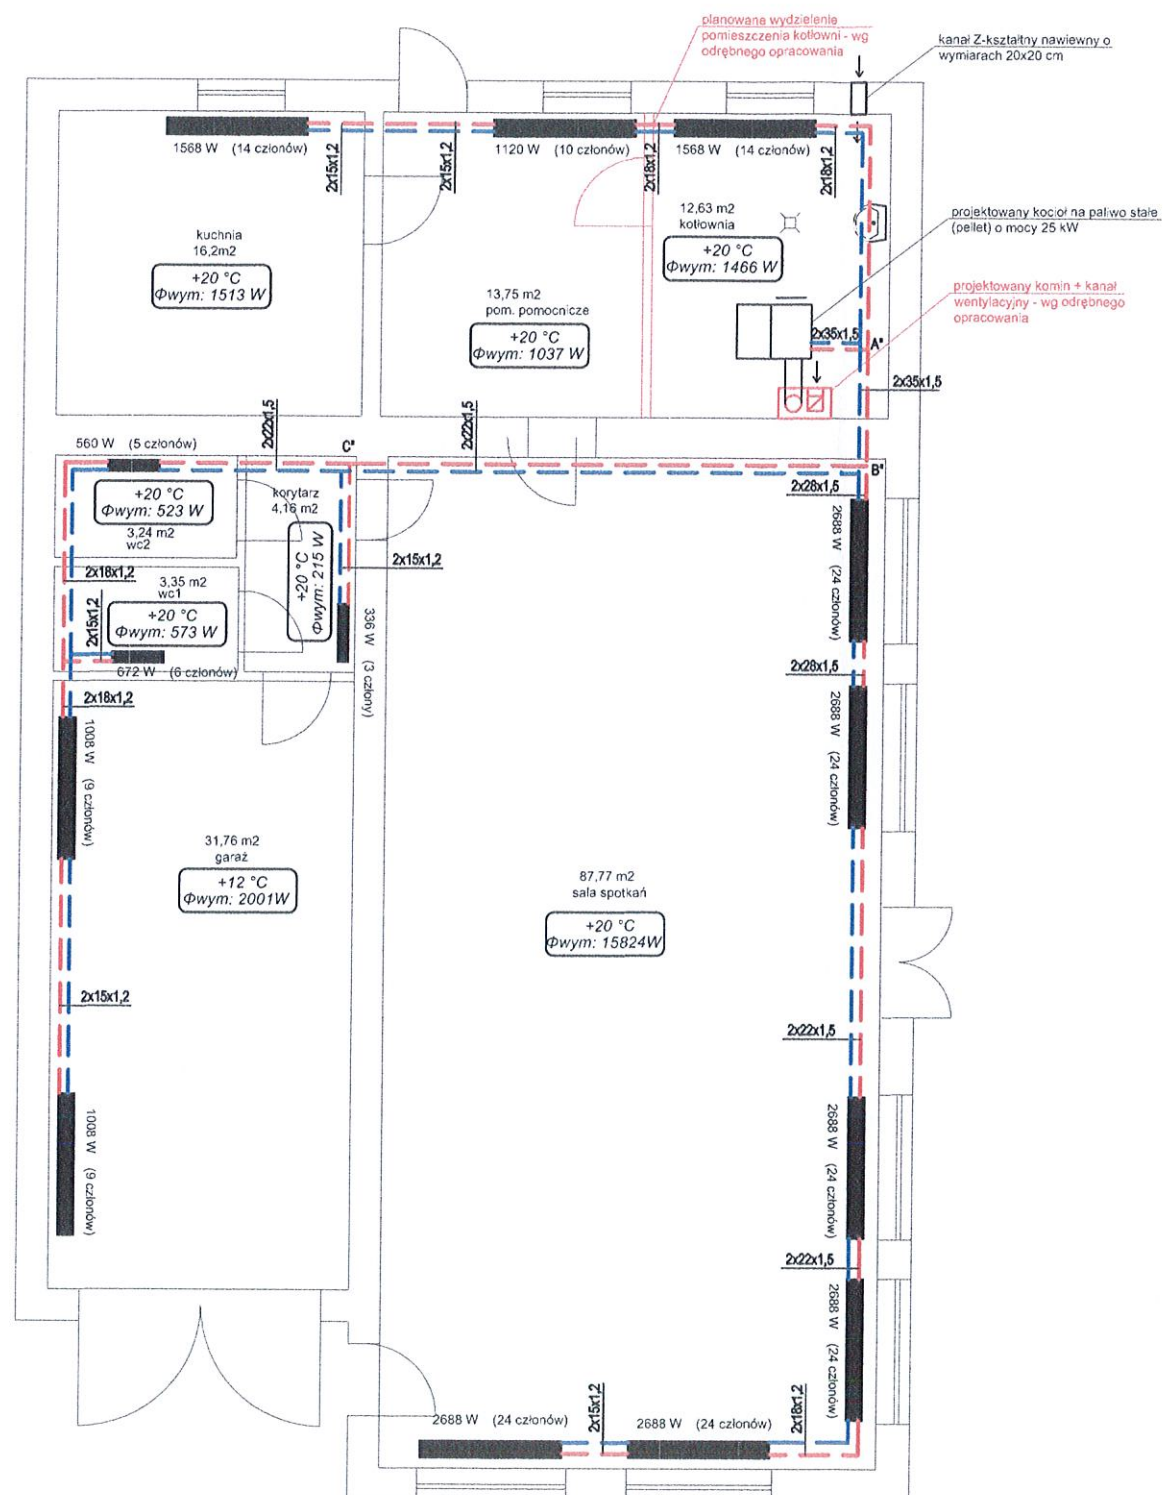 planowane wydzielenie
pomieszczenia kotłowni - wg
odrębnego opracowania
kanał Z-kształtny nawiewny o
wymiarach 20x20 cm
1568 W (14 członów)
2x15x1,2
2x15x1,2
1120 W (10 członów)
2x18x1,2
1568 W (14 członów)
2x18x1,2
kuchnia
16,2m2
+20 °C
Φwym: 1513 W
13,75 m2
pom. pomocnicze
+20 °C
Φwym: 1037 W
12,63 m2
kotłownia
+20 °C
Φwym: 1466 W
projektowany kocioł na paliwo stałe
(pellet) o mocy 25 kW
projektowany komin + kanał
wentylacyjny - wg odrębnego
opracowania
2x35x1,5
A"
2x35x1,5
2x22x1,5
2x22x1,5
C"
B"
560 W (5 członów)
+20 °C
Φwym: 523 W
3,24 m2
wc2
korytarz
4,16 m2
+20 °C
Φwym: 215 W
2x15x1,2
336 W (3 człony)
2x18x1,2
3,35 m2
wc1
+20 °C
Φwym: 573 W
2x15x1,2
672 W (6 członów)
2x18x1,2
1008 W (9 członów)
31,76 m2
garaż
+12 °C
Φwym: 2001W
2x15x1,2
1008 W (9 członów)
2x28x1,5
2688 W (24 członów)
2x28x1,5
2688 W (24 członów)
87,77 m2
sala spotkań
+20 °C
Φwym: 15824W
2x22x1,5
2688 W (24 członów)
2x22x1,5
2688 W (24 członów)
2688 W (24 członów)
2x15x1,2
2688 W (24 członów)
2x18x1,2